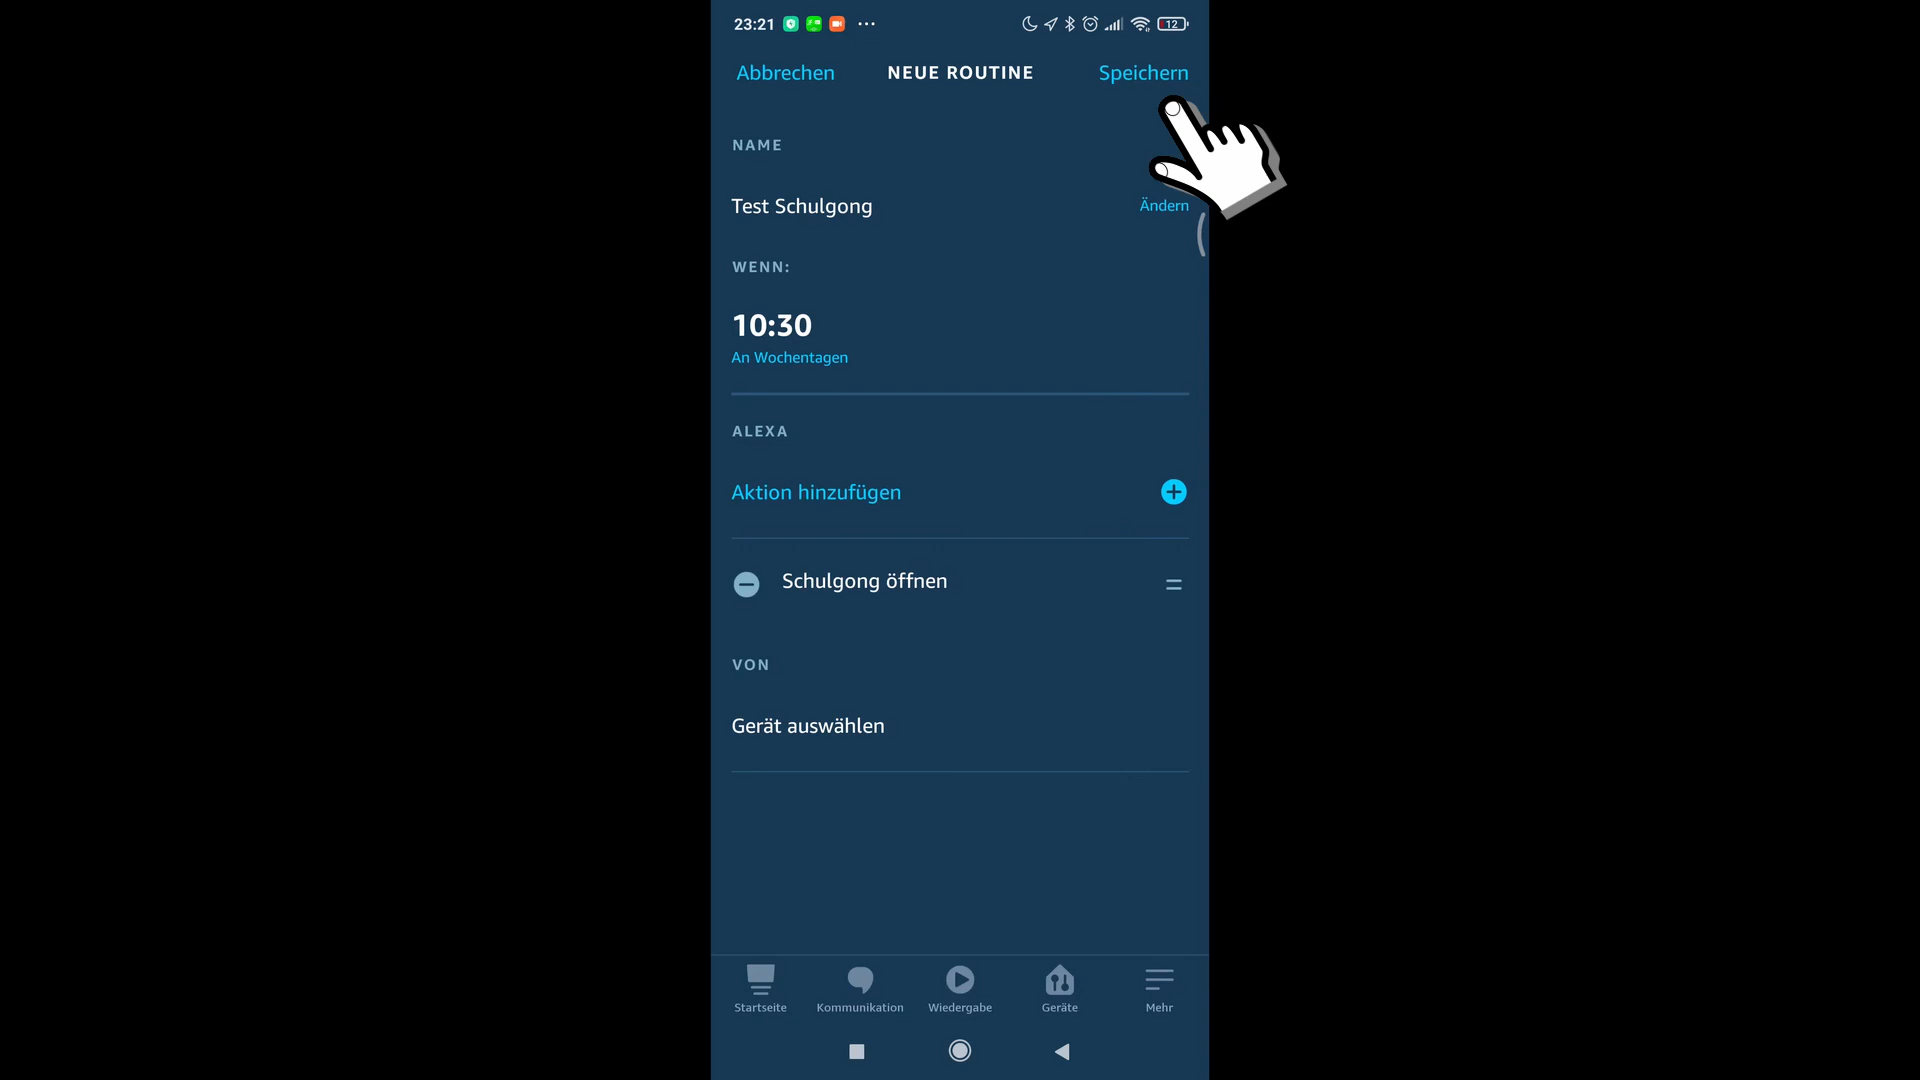 23:21
12
Abbrechen NEUE ROUTINE Speichern
NAME
Test Schulgong Ändern
WENN:
10:30
An Wochentagen
ALEXA
Aktion hinzufügen
Schulgong öffnen
VON
Gerät auswählen
Startseite Kommunikation Wiedergabe Geräte Mehr